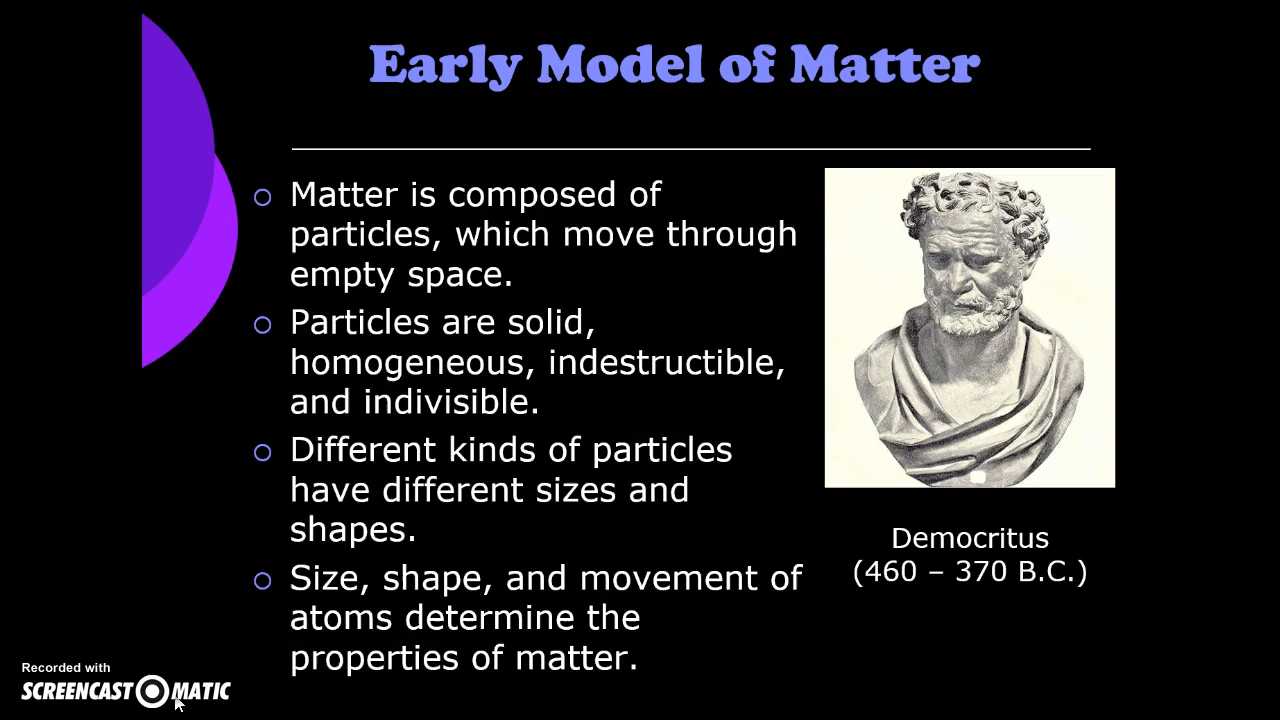 Early Model of Matter
Matter is composed of
particles, which move through
empty space.
Particles are solid,
homogeneous, indestructible,
and indivisible.
Different kinds of particles
have different sizes and
shapes.
Size, shape, and movement of
atoms determine the
properties of matter.
Democritus
(460 – 370 B.C.)
Recorded with
SCREENCAST MATIC